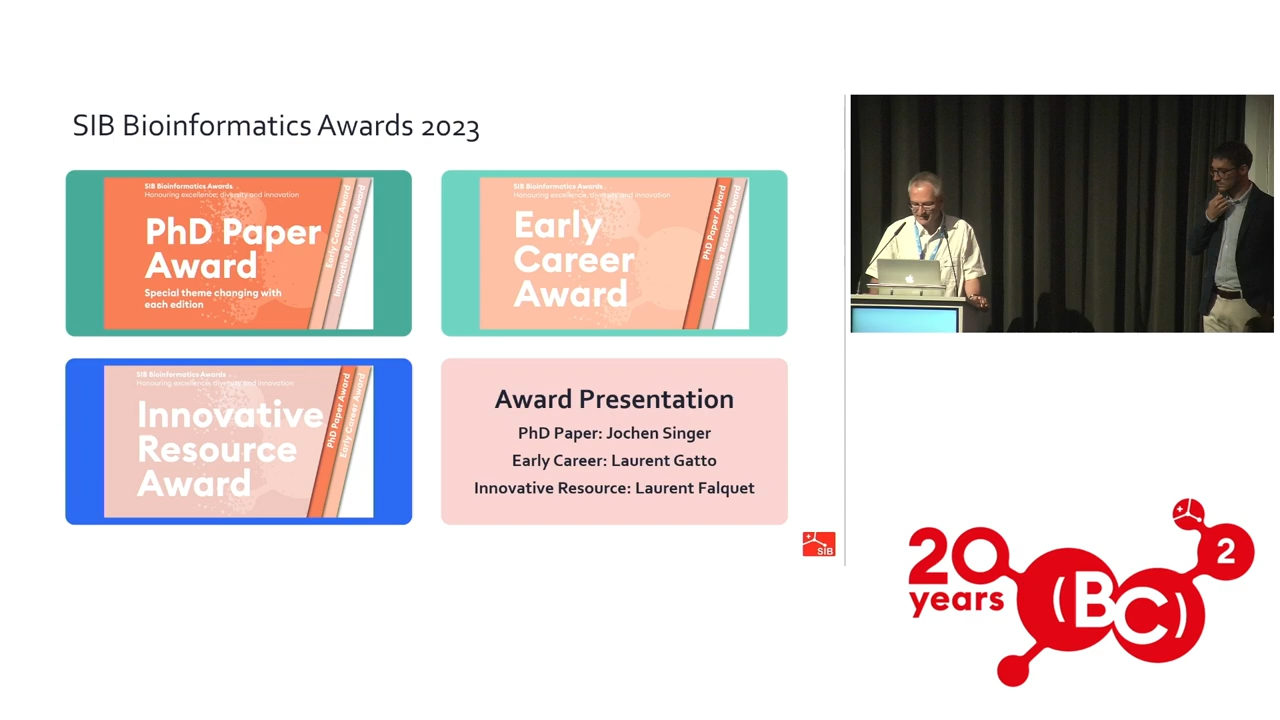 SIB Bioinformatics Awards 2023
SIB Bioinformatics Awards
Honouring excellence, diversity and innovation
PhD Paper
Award
Special theme changing with
each edition
Early Career Award
Innovative Resource Award
SIB Bioinformatics Awards
Honouring excellence, diversity and innovation
Early
Career
Award
PhD Paper Award
Innovative Resource Award
SIB Bioinformatics Awards
Honouring excellence, diversity and innovation
Innovative
Resource
Award
PhD Paper Award
Early Career Award
Award Presentation
PhD Paper: Jochen Singer
Early Career: Laurent Gatto
Innovative Resource: Laurent Falquet
SIB
20
years
(BC)
2